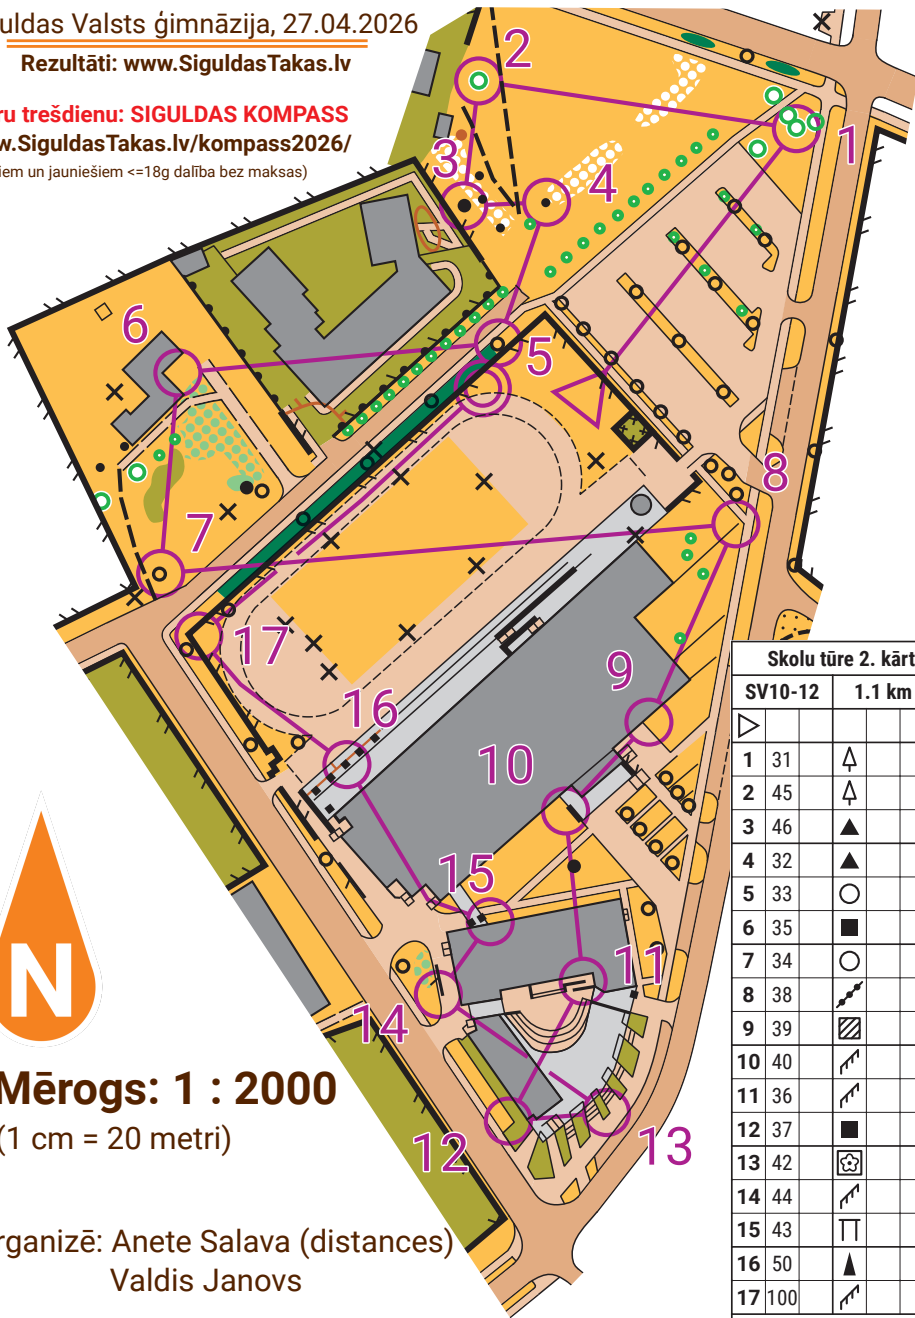 guldas Valsts ģimnāzija, 27.04.2026
Rezultāti: www.SiguldasTakas.lv
ru trešdienu: SIGULDAS KOMPASS
w.SiguldasTakas.lv/kompass2026/
iem un jauniešiem <=18g dalība bez maksas)
2
1
3
4
6
5
8
7
17
9
16
10
15
11
14
12
13
N
Mērogs: 1 : 2000
(1 cm = 20 metri)
rganizē: Anete Salava (distances)
Valdis Janovs
Skolu tūre 2. kārt
SV10-12 1.1 km
1 31
2 45
3 46
4 32
5 33
6 35
7 34
8 38
9 39
10 40
11 36
12 37
13 42
14 44
15 43
16 50
17 100